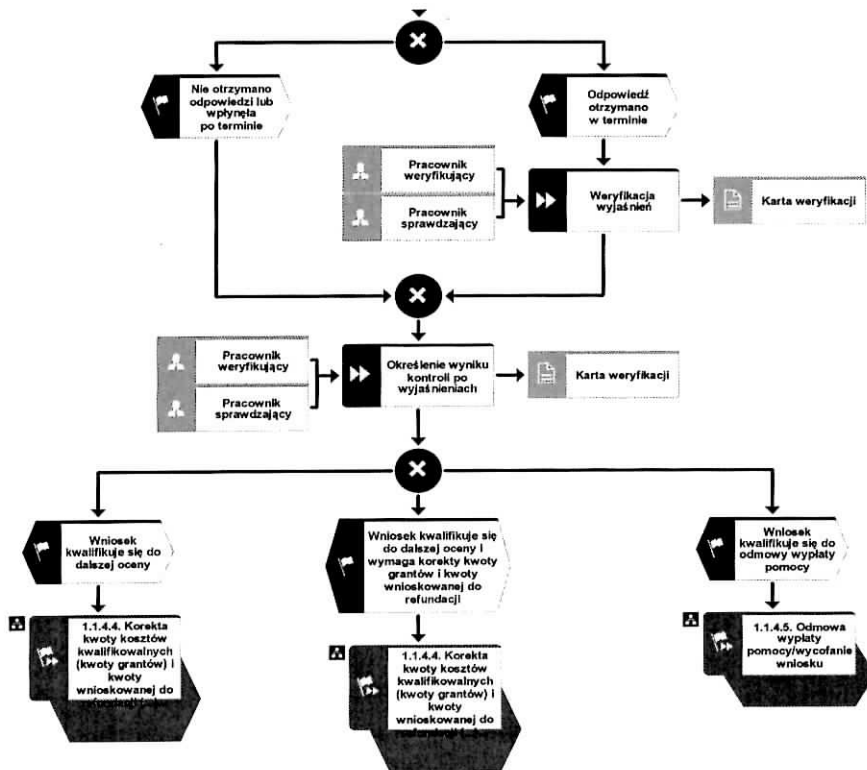 Nie otrzymano
odpowiedzi lub
wpłynęła
po terminie
Odpowiedź
otrzymano
w terminie
Pracownik
weryfikujący
Pracownik
sprawdzający
Weryfikacja
wyjaśnień
Karta weryfikacji
Pracownik
weryfikujący
Pracownik
sprawdzający
Określenie wyniku
kontroli po
wyjaśnieniach
Karta weryfikacji
Wniosek
kwalifikuje się do
dalszej oceny
Wniosek kwalifikuje się
do dalszej oceny i
wymaga korekty kwoty
grantów i kwoty
wnioskowanej do
refundacji
Wniosek
kwalifikuje się do
odmowy wypłaty
pomocy
1.1.4.4. Korekta
kwoty kosztów
kwalifikowalnych
(kwoty grantów) i
kwoty
wnioskowanej do
1.1.4.4. Korekta
kwoty kosztów
kwalifikowalnych
(kwoty grantów) i
kwoty
wnioskowanej do
1.1.4.5. Odmowa
wypłaty
pomocy/wycofanie
wniosku